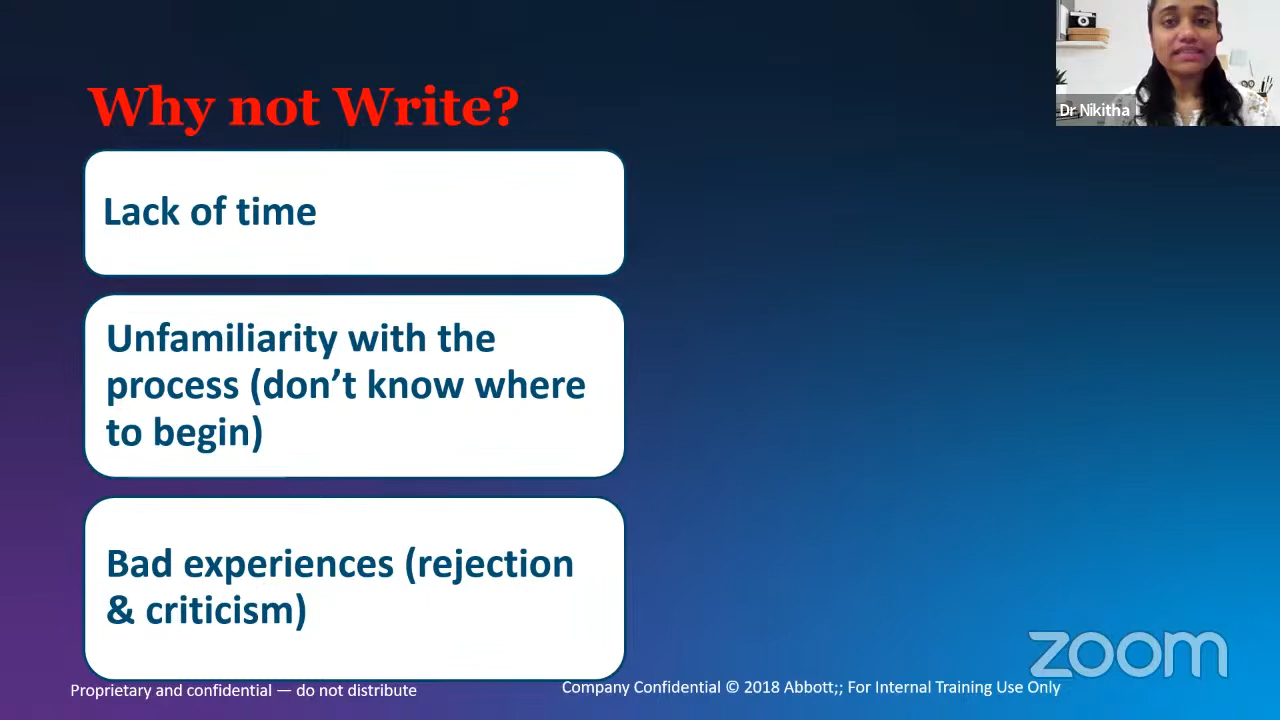 Why not Write?
Lack of time
Unfamiliarity with the
process (don’t know where
to begin)
Bad experiences (rejection
& criticism)
Dr Nikitha
zoom
Proprietary and confidential — do not distribute
Company Confidential © 2018 Abbott;; For Internal Training Use Only